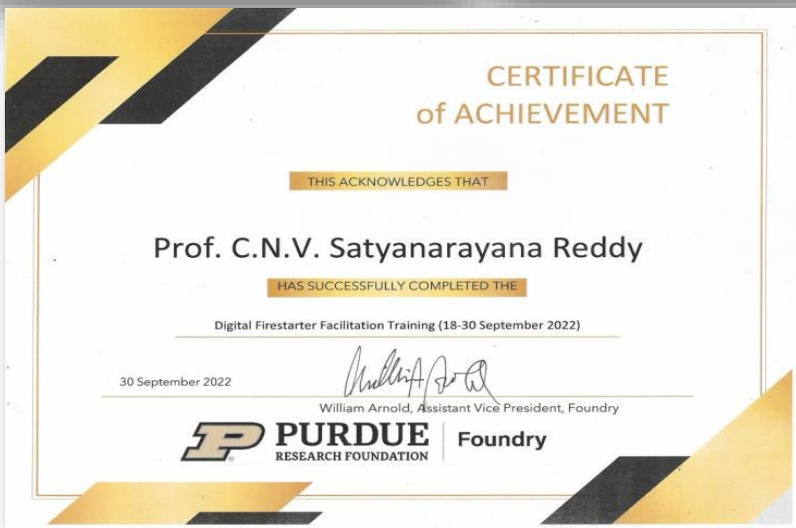 CERTIFICATE
of ACHIEVEMENT
THIS ACKNOWLEDGES THAT
Prof. C.N.V. Satyanarayana Reddy
HAS SUCCESSFULLY COMPLETED THE
Digital Firestarter Facilitation Training (18-30 September 2022)
30 September 2022
William Arnold, Assistant Vice President, Foundry
P PURDUE RESEARCH FOUNDATION Foundry